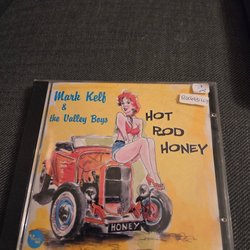 Mark Kelf
&
the Valley Boys
HOT
ROD
HONEY
HONEY